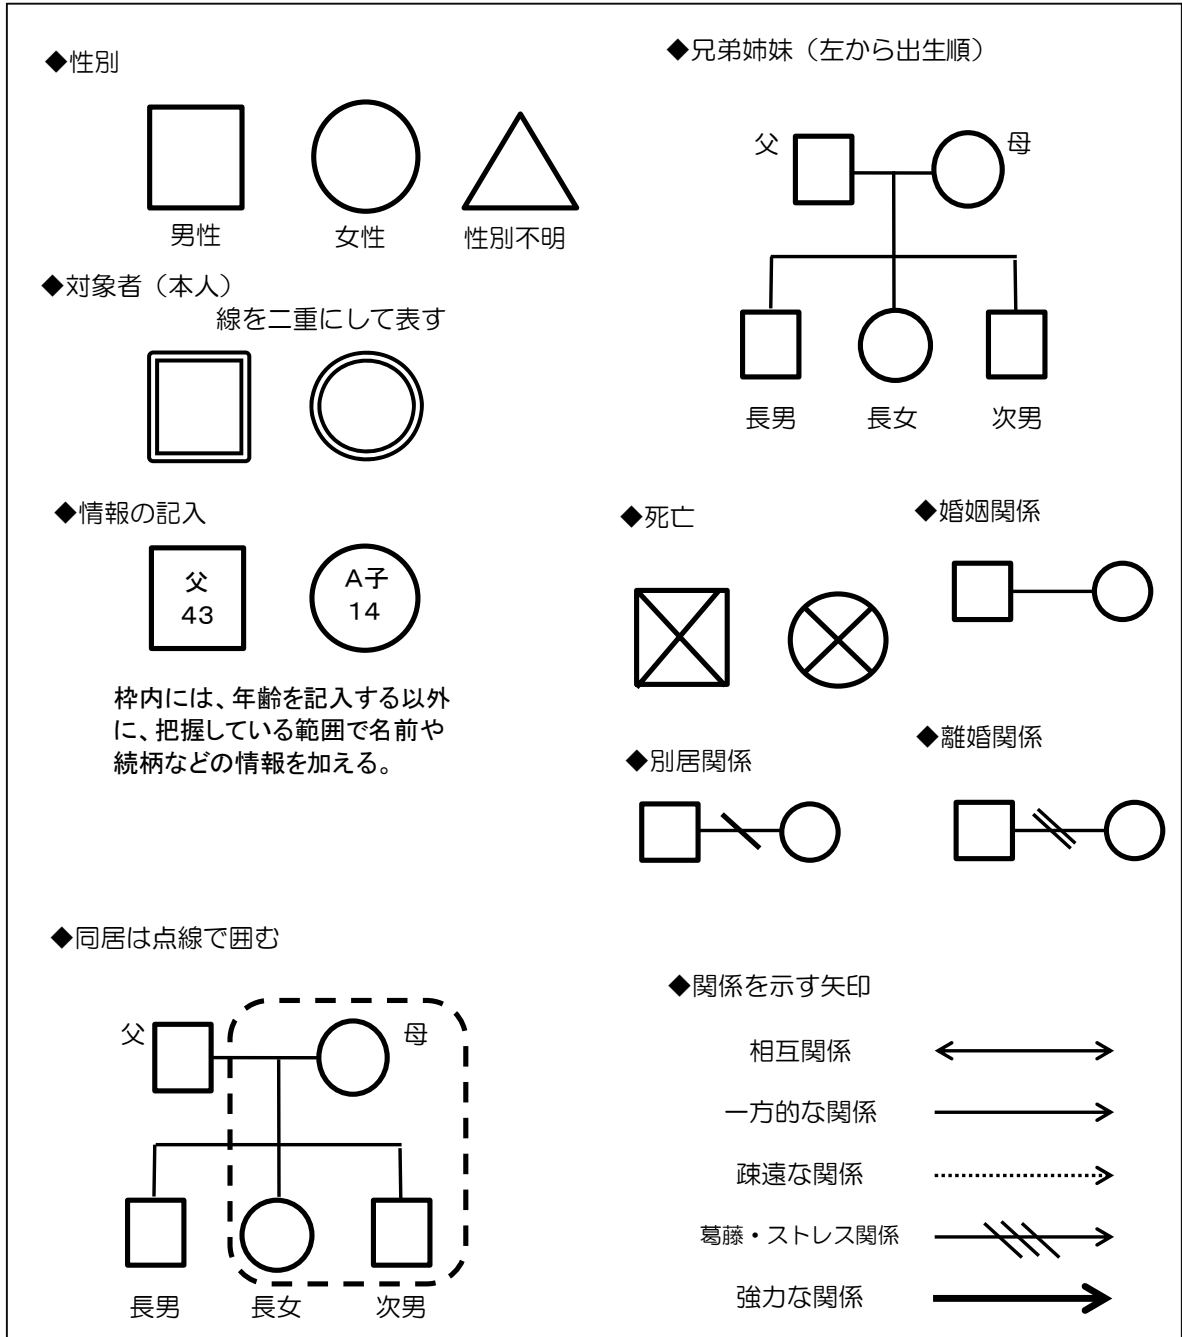 ◆性別
男性
女性
性別不明
◆対象者（本人）
線を二重にして表す
◆情報の記入
父
43
A子
14
枠内には、年齢を記入する以外
に、把握している範囲で名前や
続柄などの情報を加える。
◆兄弟姉妹（左から出生順）
父
母
長男
長女
次男
◆死亡
◆婚姻関係
◆別居関係
◆離婚関係
◆同居は点線で囲む
父
母
長男
長女
次男
◆関係を示す矢印
相互関係
一方的な関係
疎遠な関係
葛藤・ストレス関係
強力な関係